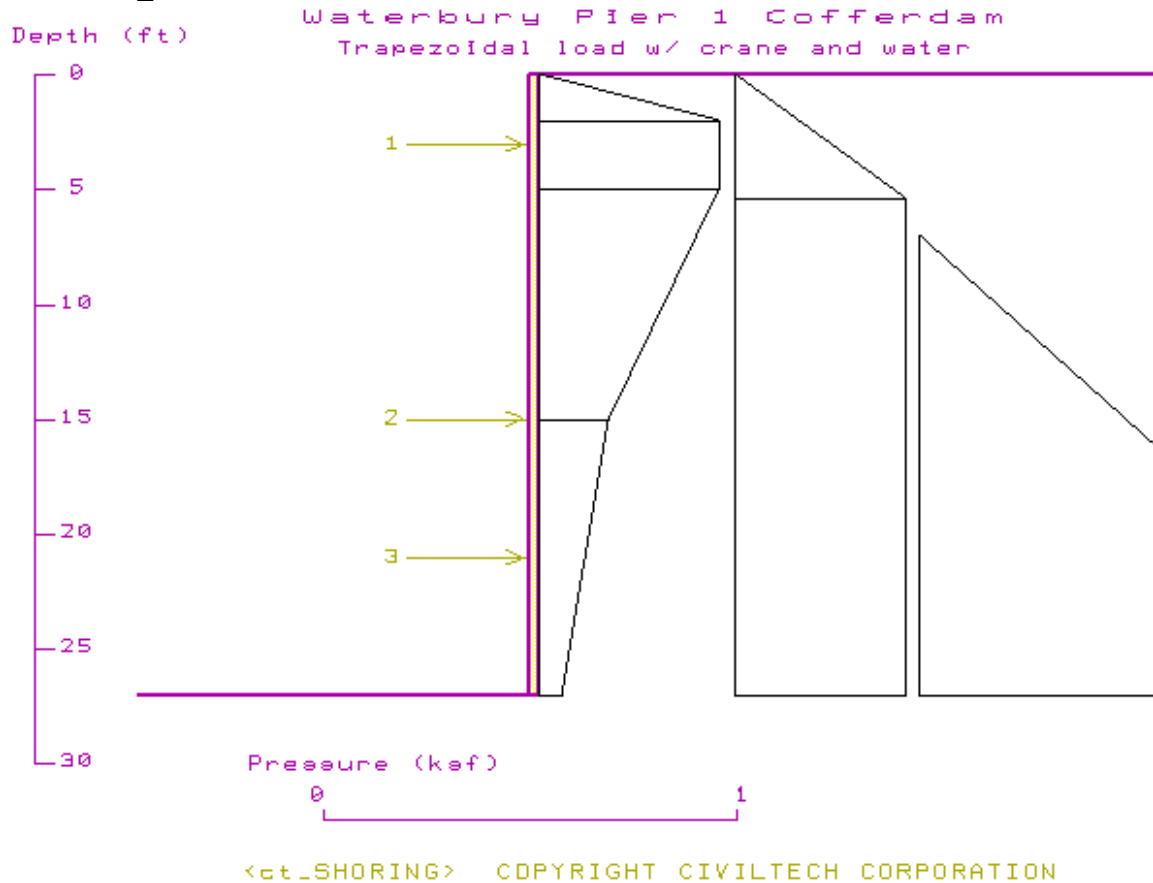 Waterbury PIer 1 Cofferdam
Depth (ft)
TrapezoIdal load w/ crane and water
0
1
5
10
2
15
20
3
25
30
Pressure (ksf)
0 1
<ct_SHORING> COPYRIGHT CIVILTECH CORPORATION